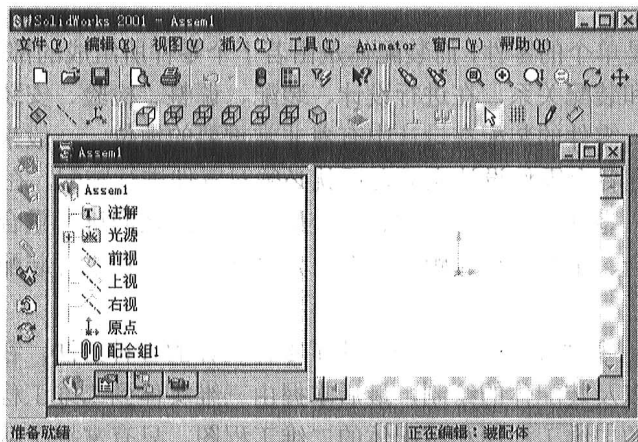 SolidWorks 2001 - Assem1
文件(F) 编辑(E) 视图(V) 插入(I) 工具(T) Animator 窗口(W) 帮助(H)
Assem1
Assem1
注解
光源
前视
上视
右视
原点
配合组1
准备就绪 正在编辑：装配体